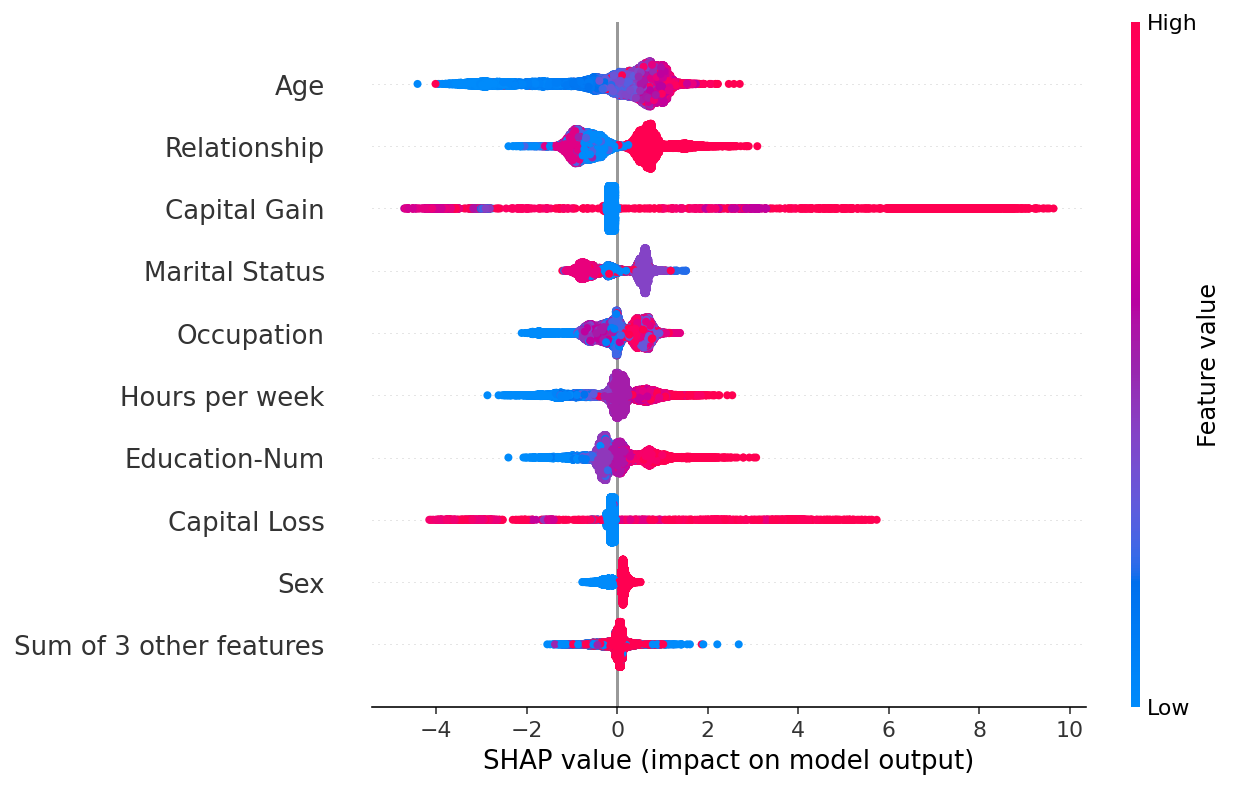 High
Age
Relationship
Capital Gain
Marital Status
Occupation
Hours per week
Education-Num
Capital Loss
Sex
Sum of 3 other features
Feature value
Low
−4 −2 0 2 4 6 8 10
SHAP value (impact on model output)